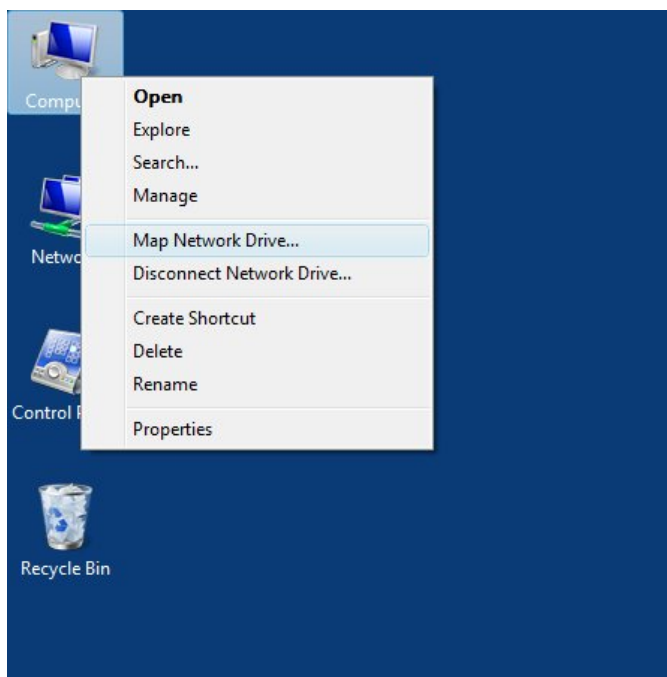 Open
Explore
Search...
Manage
Map Network Drive...
Disconnect Network Drive...
Create Shortcut
Delete
Rename
Properties
Recycle Bin